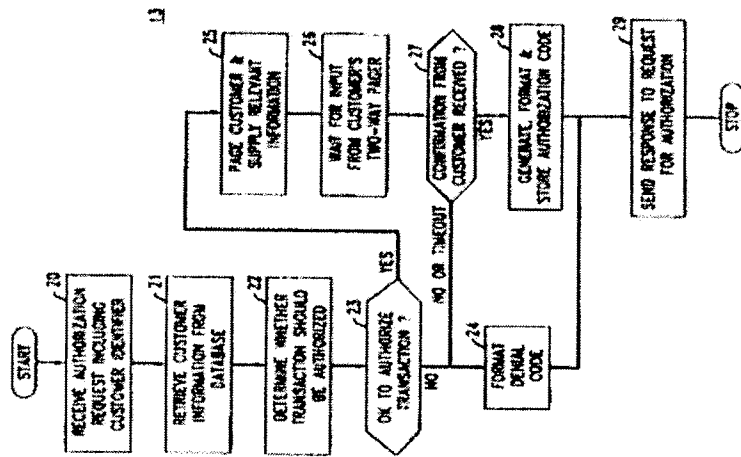 13
START
20
RECEIVE AUTHORIZATION
REQUEST INCLUDING
CUSTOMER IDENTIFIER
21
RETRIEVE CUSTOMER
INFORMATION FROM
DATABASE
22
DETERMINE WHETHER
TRANSACTION SHOULD
BE AUTHORIZED
23
OK TO AUTHORIZE
TRANSACTION ?
YES
NO
24
FORMAT
DENIAL
CODE
25
PAGE CUSTOMER &
SUPPLY RELEVANT
INFORMATION
26
WAIT FOR INPUT
FROM CUSTOMER'S
TWO-WAY PAGER
27
CONFIRMATION FROM
CUSTOMER RECEIVED ?
NO OR TIMEOUT
YES
28
GENERATE, FORMAT &
STORE AUTHORIZATION CODE
29
SEND RESPONSE TO REQUEST
FOR AUTHORIZATION
STOP